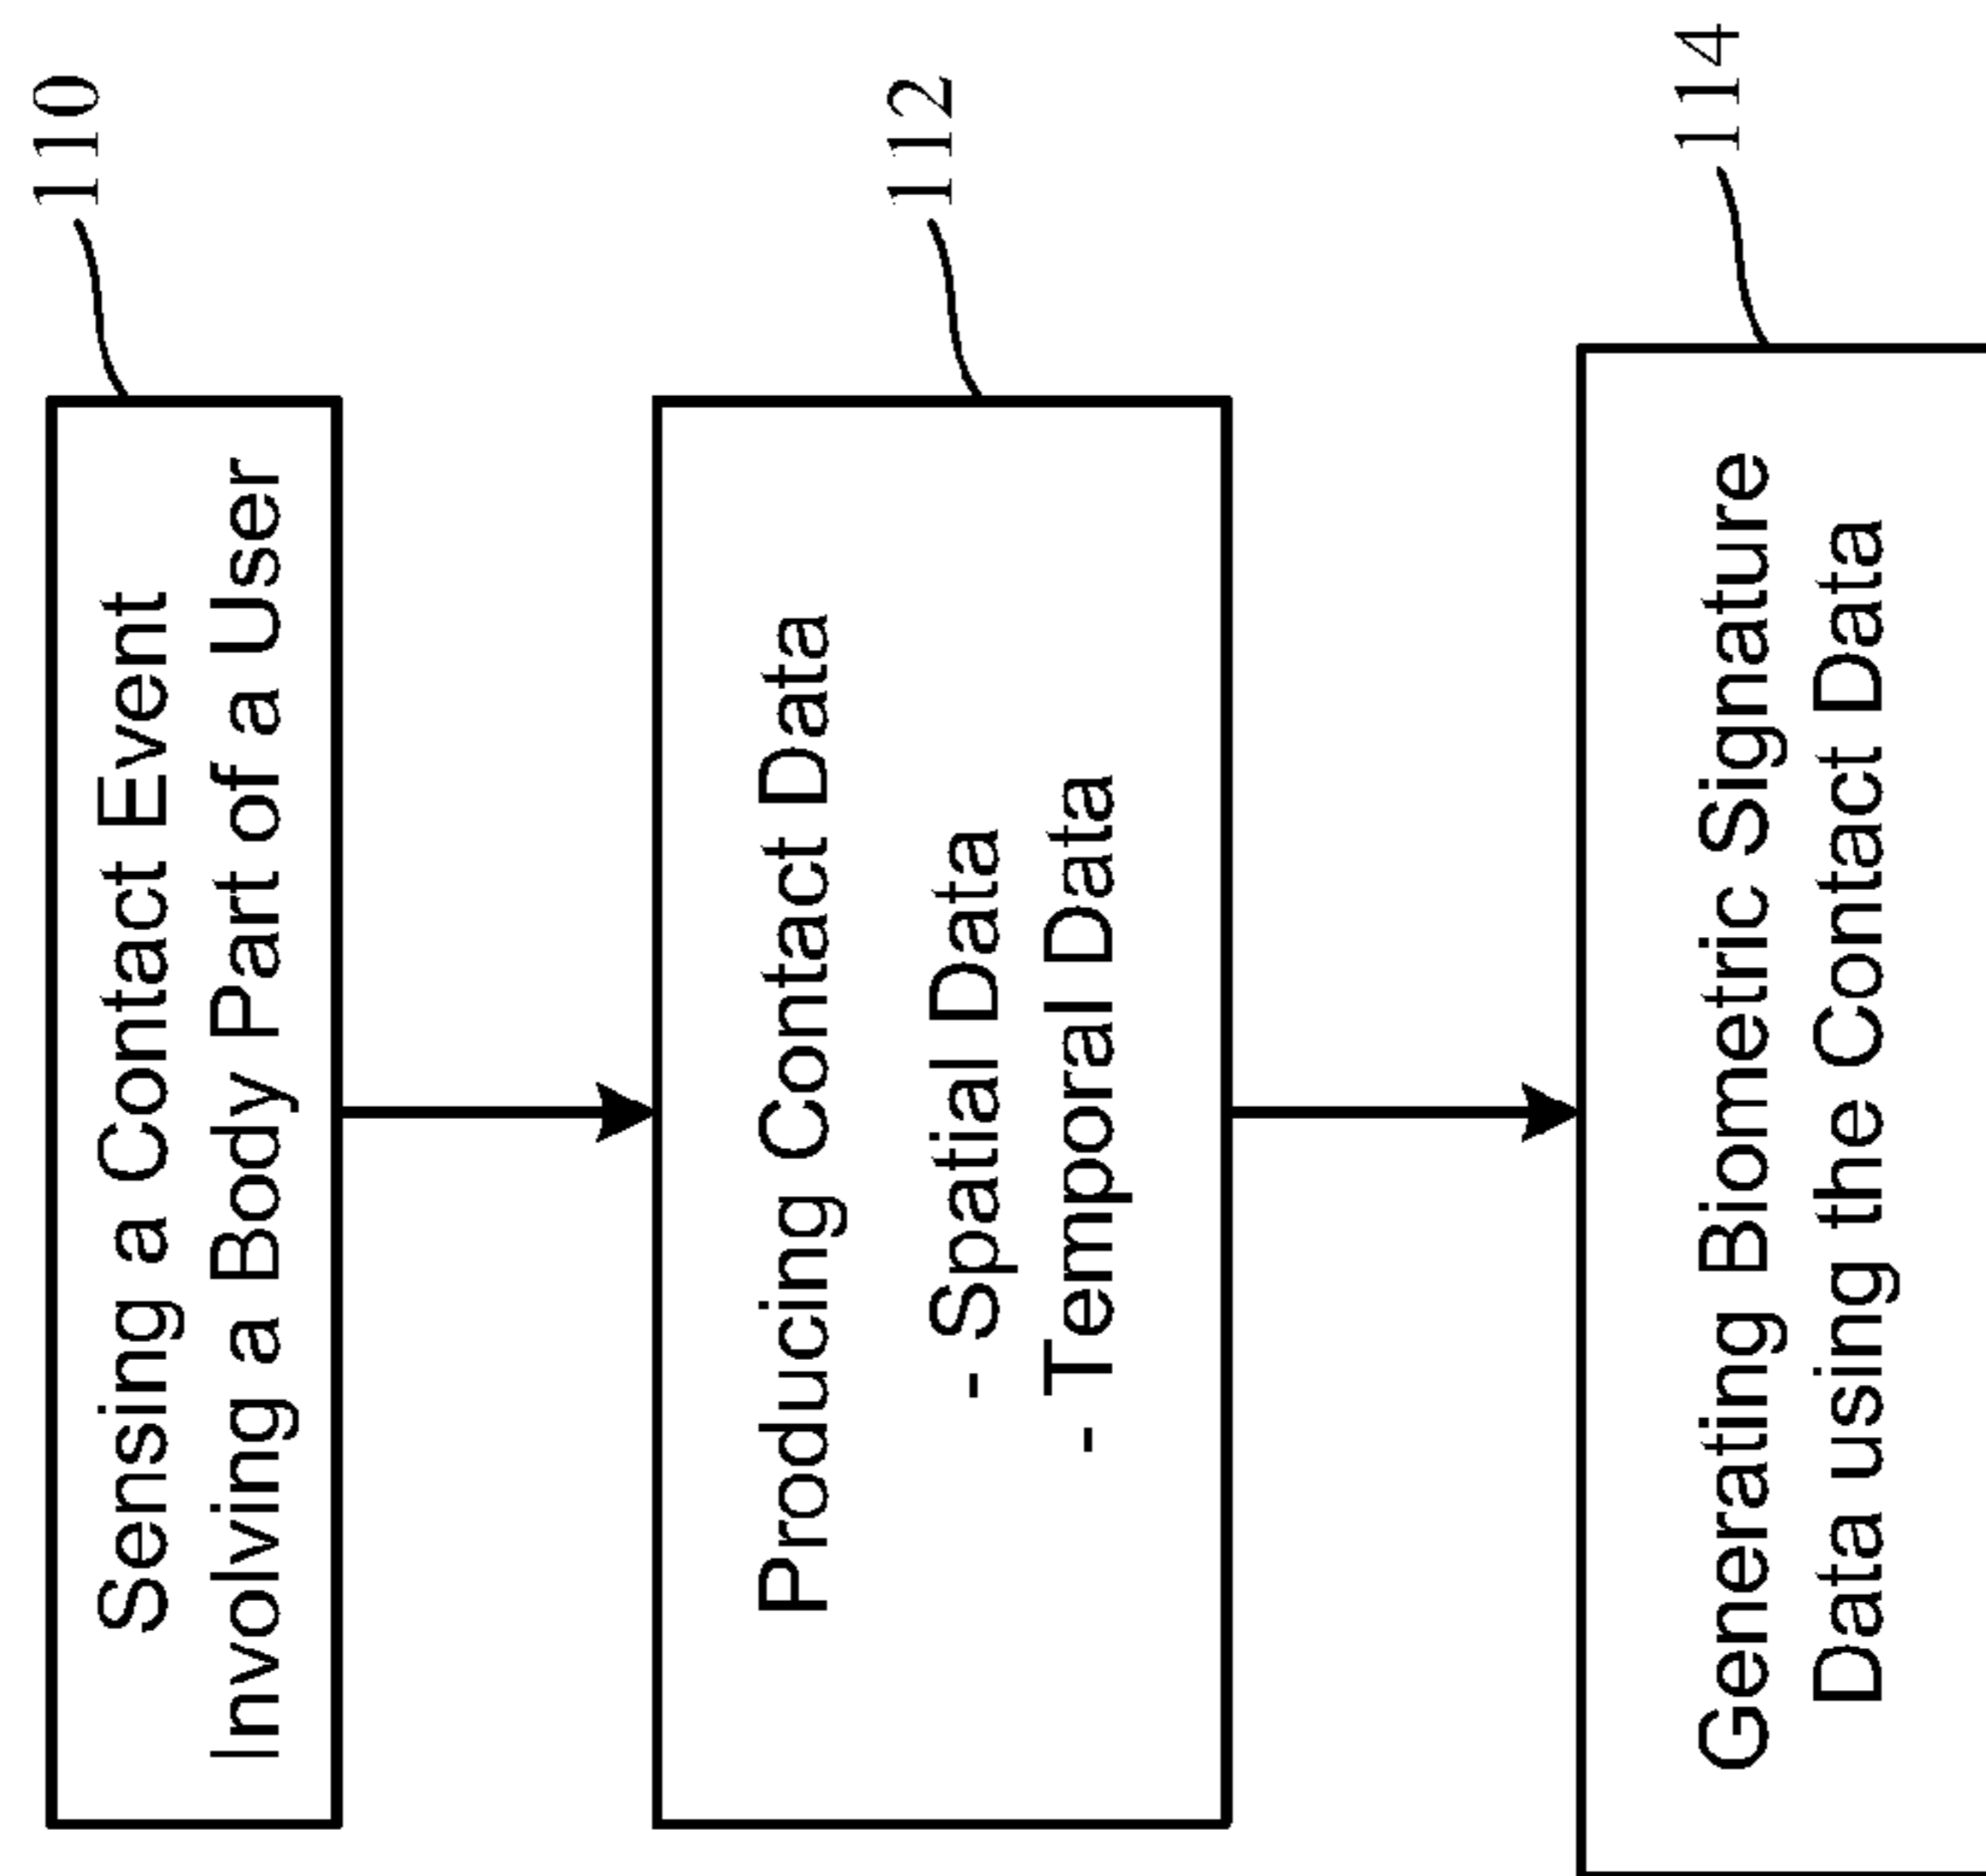 110
Sensing a Contact Event
Involving a Body Part of a User
112
Producing Contact Data
- Spatial Data
- Temporal Data
114
Generating Biometric Signature
Data using the Contact Data